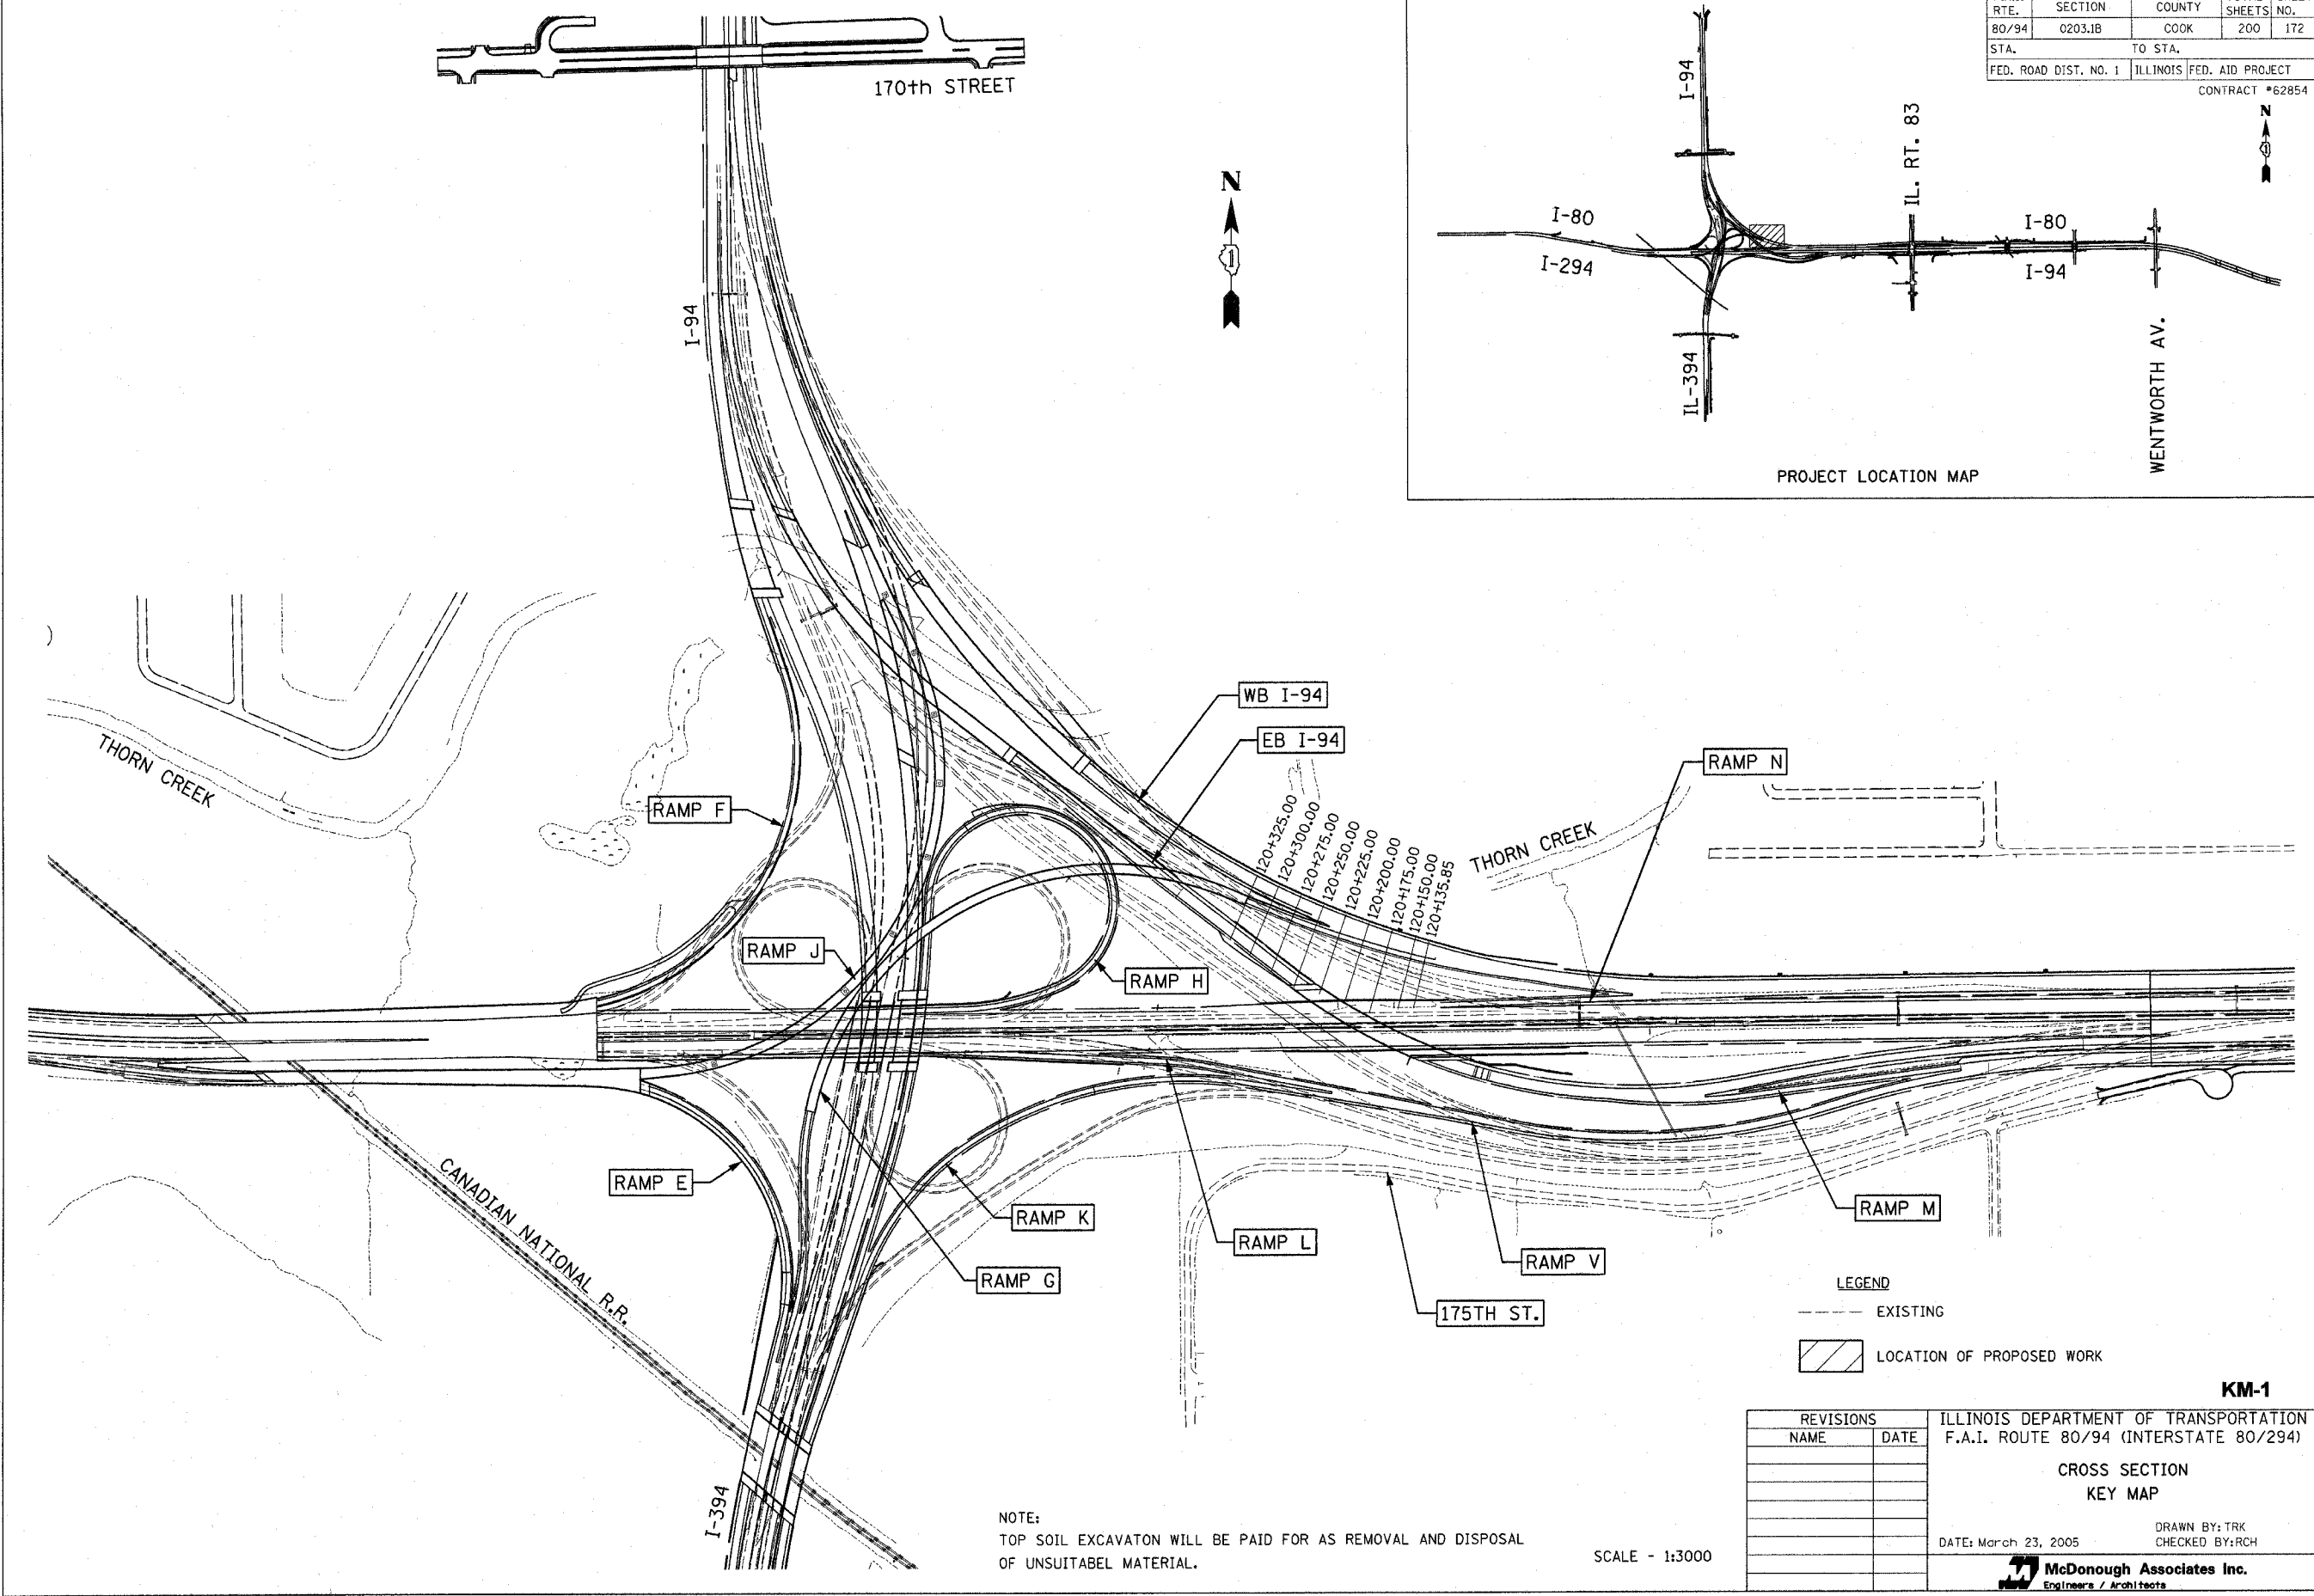 RTE. SECTION COUNTY SHEETS NO.
80/94 0203.1B COOK 200 172
STA. TO STA.
FED. ROAD DIST. NO. 1 ILLINOIS FED. AID PROJECT
CONTRACT *62854
N
I-94
IL. RT. 83
I-80
I-294
I-80
I-94
IL-394
WENTWORTH AV.
PROJECT LOCATION MAP
170th STREET
N
I-94
WB I-94
EB I-94
RAMP N
THORN CREEK
RAMP F
120+325.00
120+300.00
120+275.00
120+250.00
120+225.00
120+200.00
120+175.00
120+150.00
120+135.85
THORN CREEK
RAMP J
RAMP H
RAMP E
CANADIAN NATIONAL R.R.
RAMP K
RAMP L
RAMP G
RAMP V
RAMP M
175TH ST.
I-394
LEGEND
EXISTING
LOCATION OF PROPOSED WORK
KM-1
NOTE:
TOP SOIL EXCAVATON WILL BE PAID FOR AS REMOVAL AND DISPOSAL
OF UNSUITABEL MATERIAL.
SCALE - 1:3000
REVISIONS
NAME DATE
ILLINOIS DEPARTMENT OF TRANSPORTATION
F.A.I. ROUTE 80/94 (INTERSTATE 80/294)
CROSS SECTION
KEY MAP
DRAWN BY: TRK
DATE: March 23, 2005 CHECKED BY:RCH
McDonough Associates Inc.
Engineers / Architects